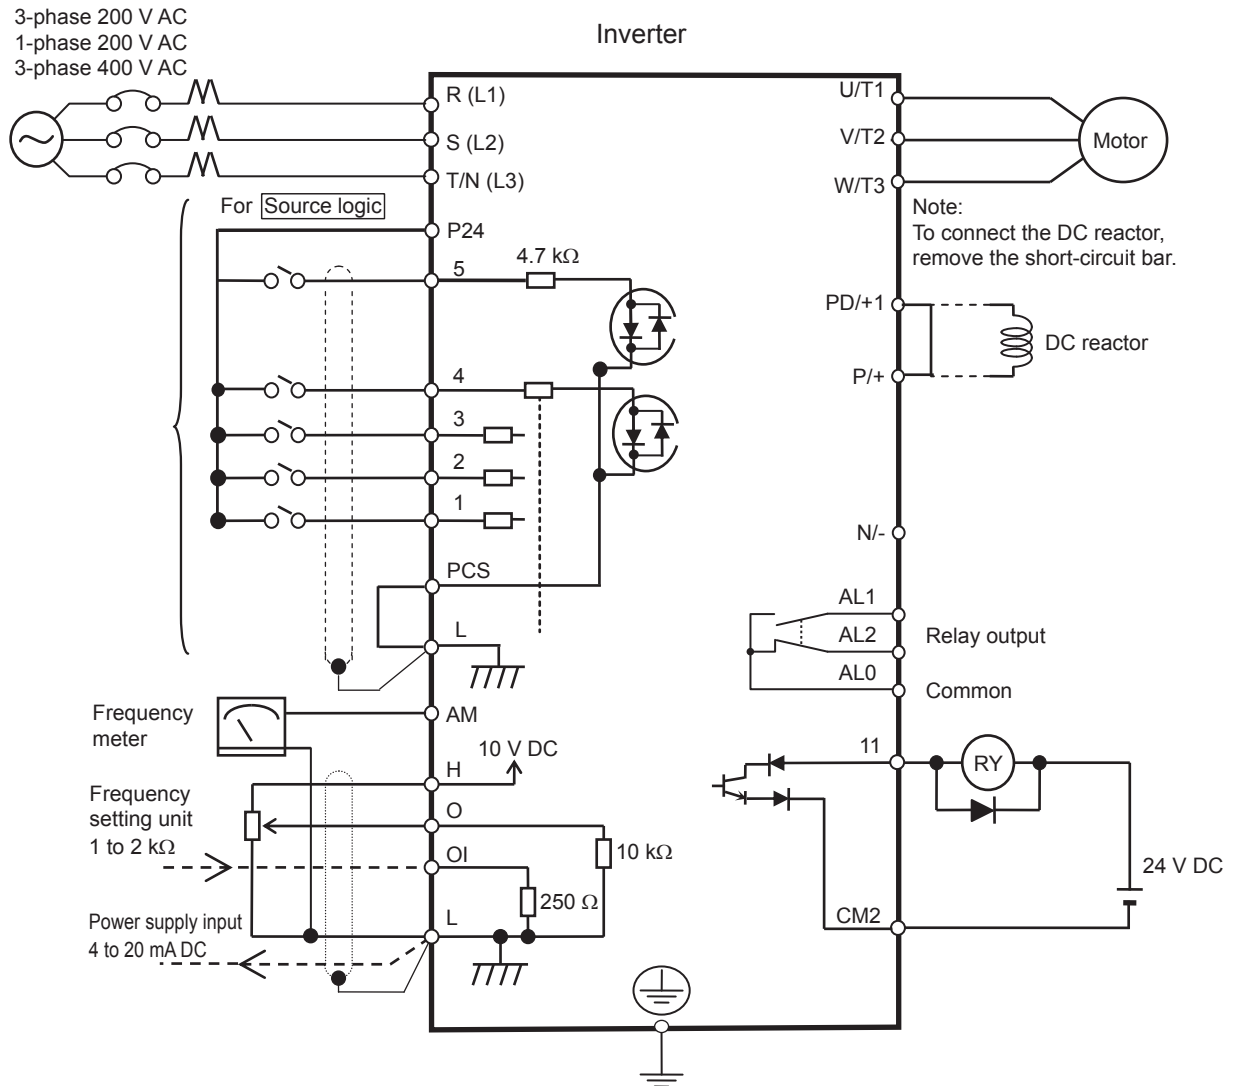 3-phase 200 V AC
1-phase 200 V AC
3-phase 400 V AC
Inverter
R (L1)
S (L2)
T/N (L3)
U/T1
V/T2
W/T3
Motor
For Source logic
P24
5
4.7 kΩ
4
3
2
1
PCS
L
Note:
To connect the DC reactor,
remove the short-circuit bar.
PD/+1
P/+
DC reactor
N/-
AL1
AL2
AL0
Relay output
Common
Frequency
meter
AM
H
10 V DC
Frequency
setting unit
1 to 2 kΩ
O
OI
10 kΩ
250 Ω
L
Power supply input
4 to 20 mA DC
11
RY
24 V DC
CM2